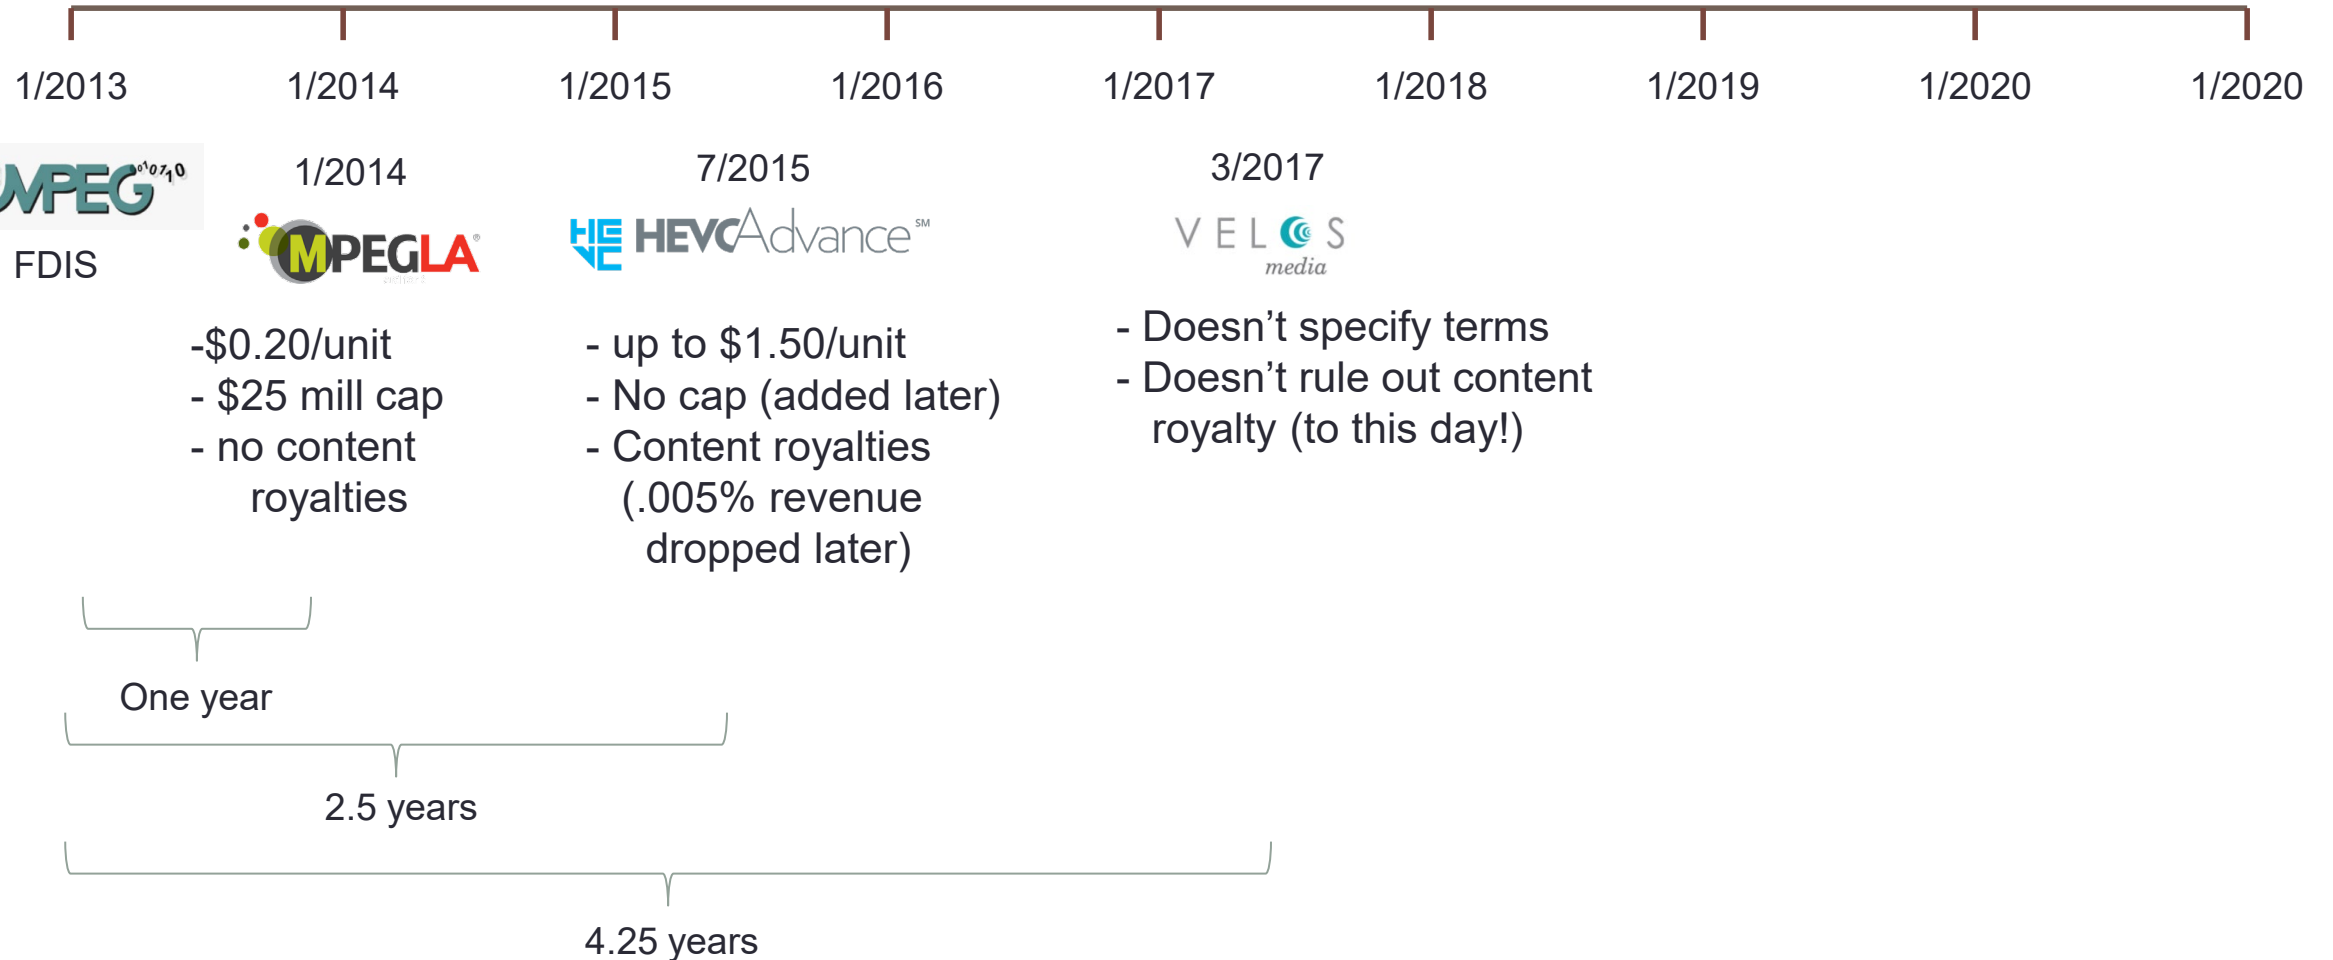 1/2013 1/2014 1/2015 1/2016 1/2017 1/2018 1/2019 1/2020 1/2020
MPEG
FDIS
1/2014
MPEGLA®
-$0.20/unit
- $25 mill cap
- no content
royalties
7/2015
HEVC
HEVCAdvance℠
- up to $1.50/unit
- No cap (added later)
- Content royalties
(.005% revenue
dropped later)
3/2017
VELOS
media
- Doesn’t specify terms
- Doesn’t rule out content
royalty (to this day!)
One year
2.5 years
4.25 years